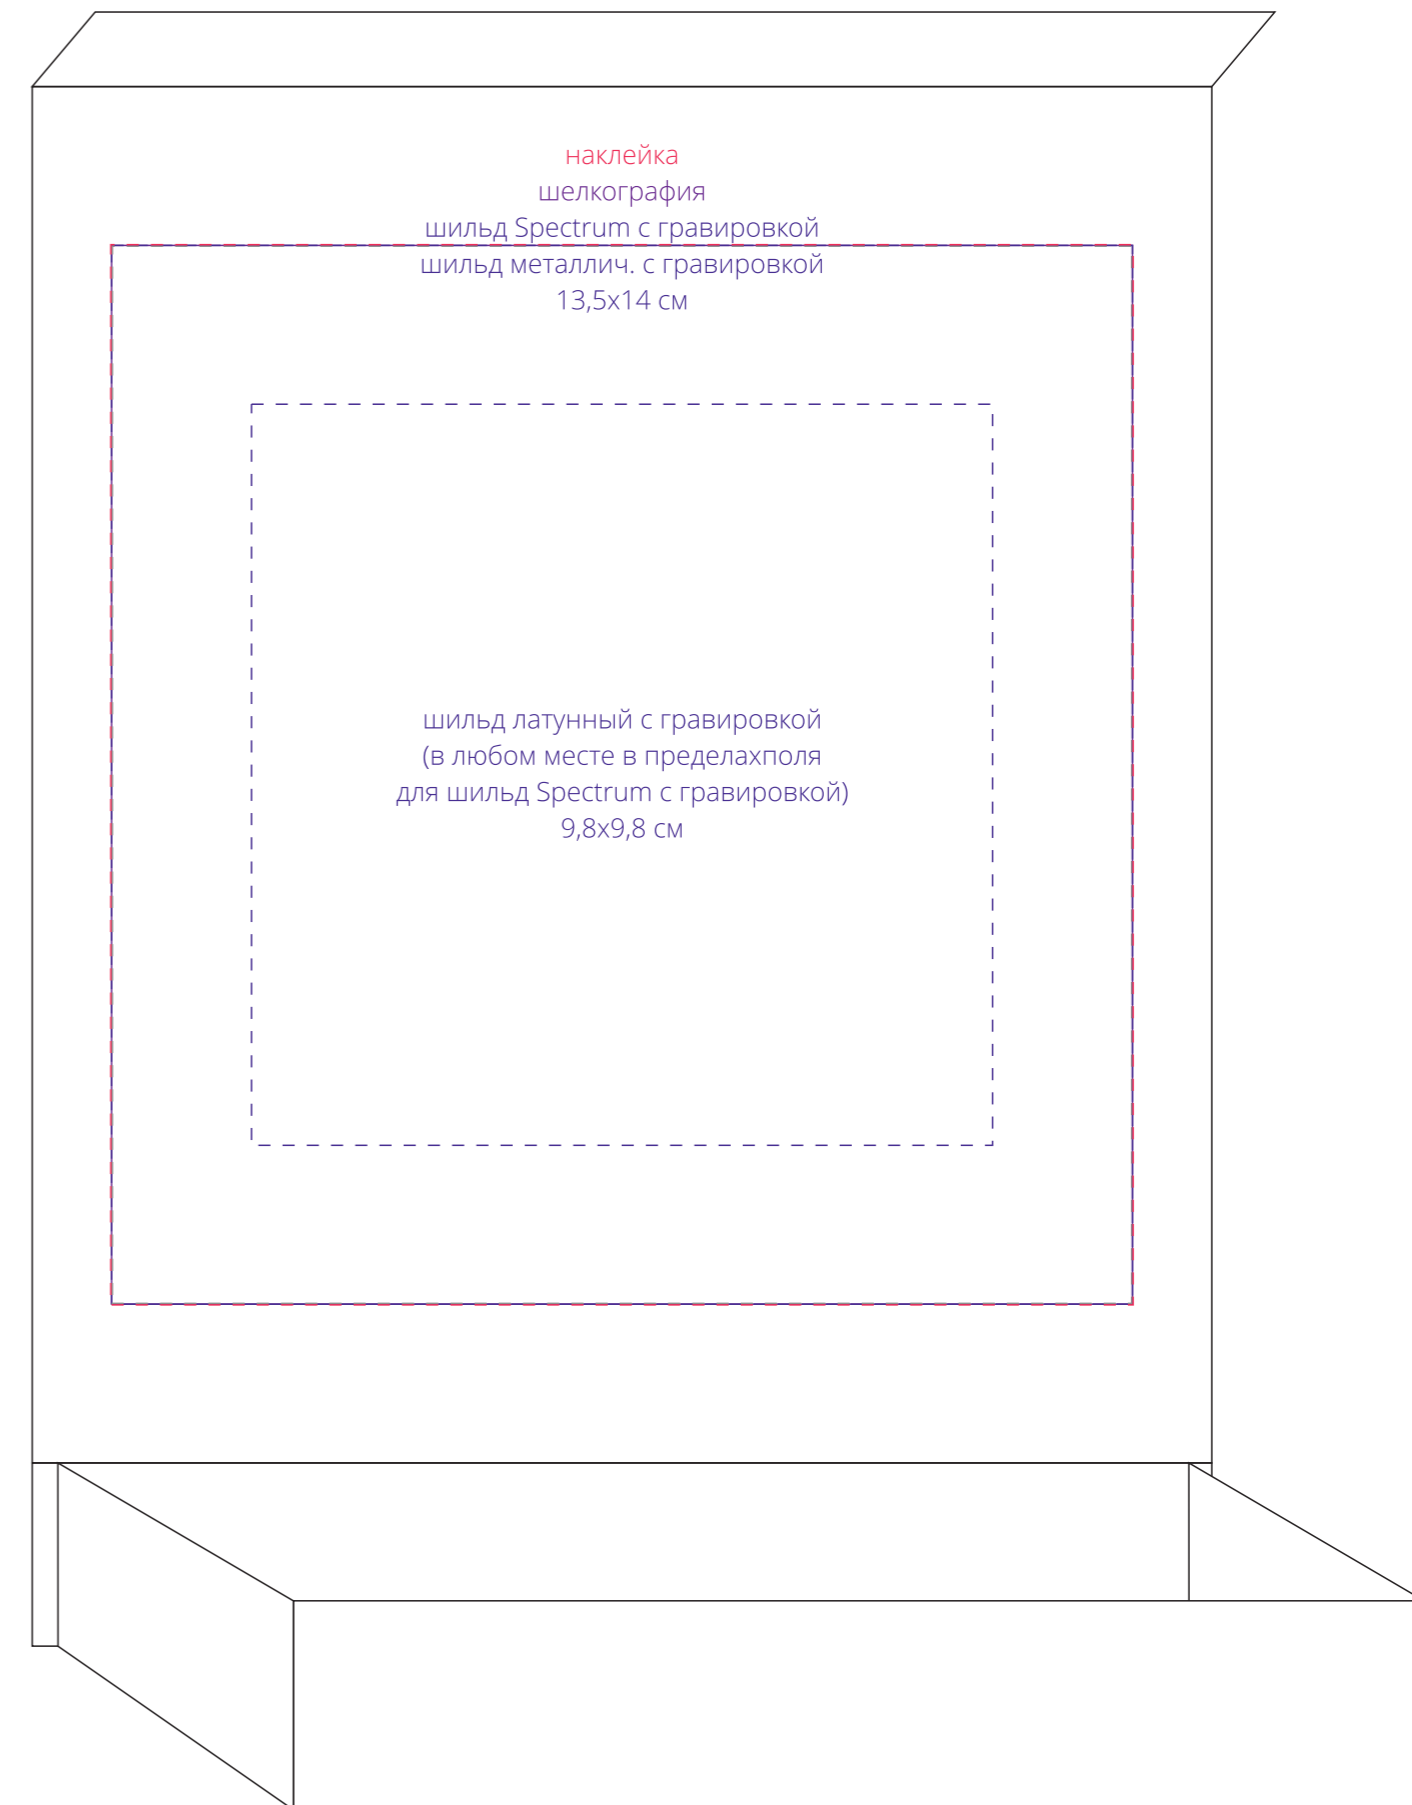 наклейка
шелкография
шильд Spectrum с гравировкой
шильд металлич. с гравировкой
13,5х14 см
шильд латунный с гравировкой
(в любом месте в пределахполя
для шильд Spectrum с гравировкой)
9,8х9,8 см